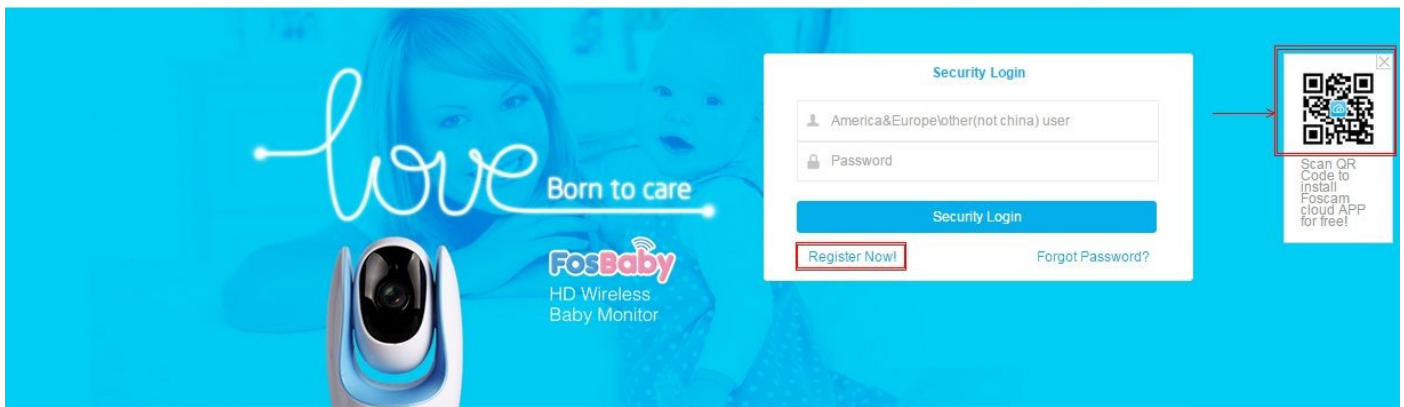 love
Born to care
FosBaby
HD Wireless
Baby Monitor
Security Login
America&Europe\other(not china) user
Password
Security Login
Register Now!
Forgot Password?
Scan QR
Code to
install
Foscam
cloud APP
for free!